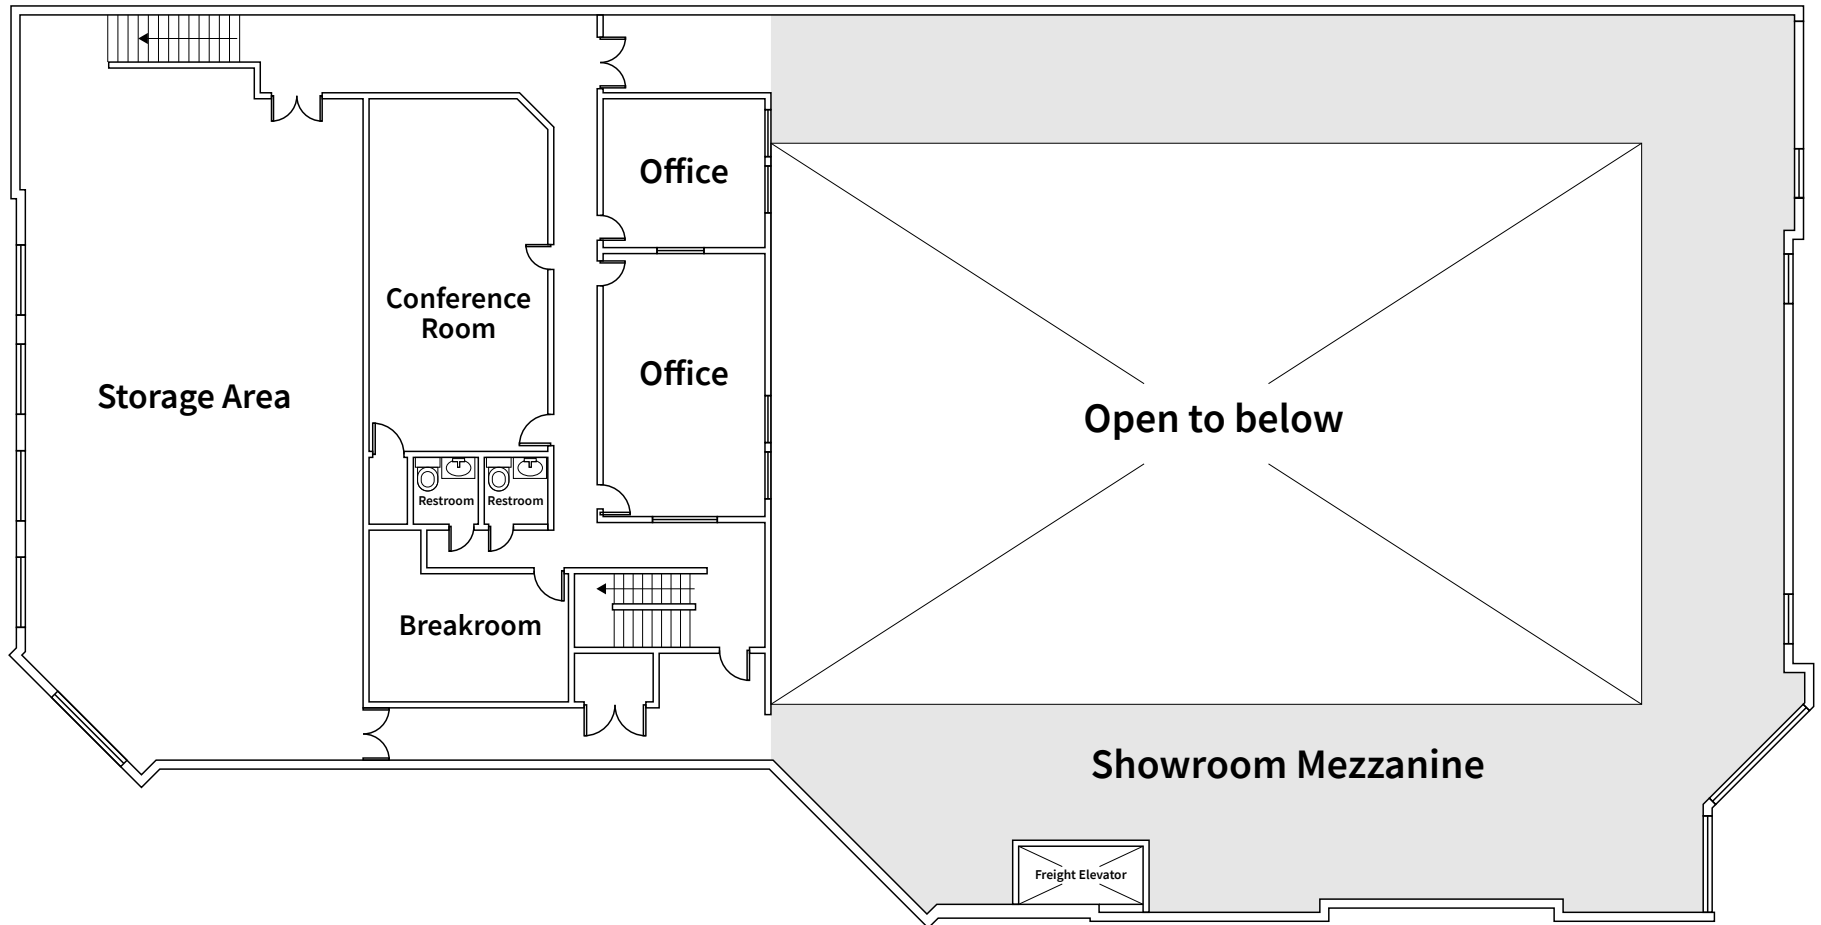 Office
Conference
Room
Office
Storage Area
Open to below
Restroom
Restroom
Breakroom
Showroom Mezzanine
Freight Elevator